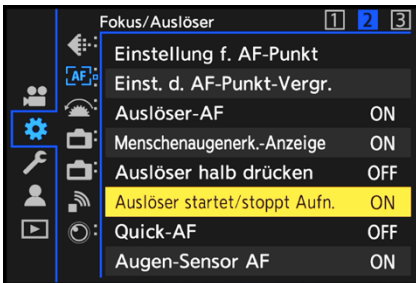 Fokus/Auslöser 1 2 3
Einstellung f. AF-Punkt
AF
Einst. d. AF-Punkt-Vergr.
Auslöser-AF ON
Menschenaugenerk.-Anzeige ON
Auslöser halb drücken OFF
Auslöser startet/stoppt Aufn. ON
Quick-AF OFF
Augen-Sensor AF ON